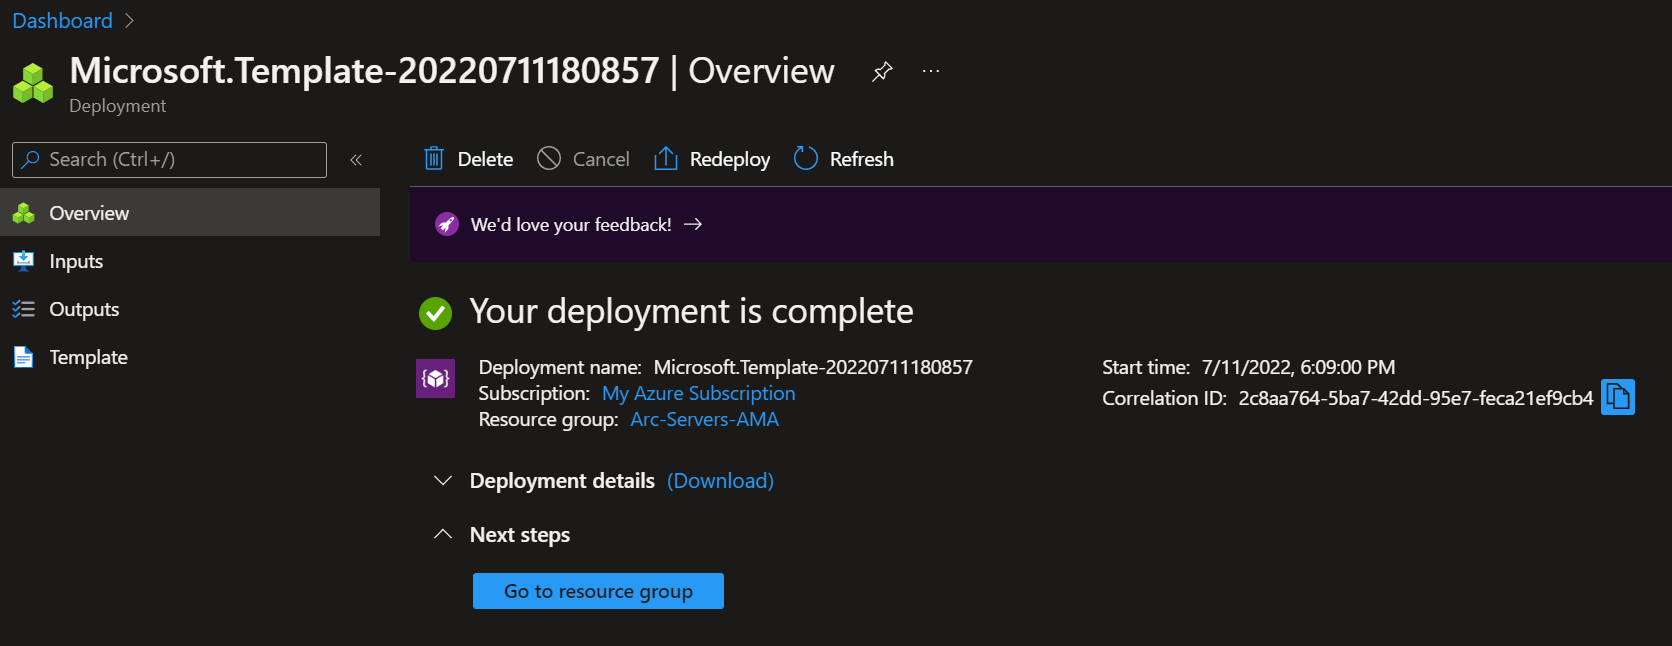 Dashboard >
Microsoft.Template-20220711180857 | Overview
Deployment
Search (Ctrl+/)
Overview
Inputs
Outputs
Template
Delete Cancel Redeploy Refresh
We'd love your feedback! →
Your deployment is complete
Deployment name: Microsoft.Template-20220711180857
Subscription: My Azure Subscription
Resource group: Arc-Servers-AMA
Start time: 7/11/2022, 6:09:00 PM
Correlation ID: 2c8aa764-5ba7-42dd-95e7-feca21ef9cb4
Deployment details (Download)
Next steps
Go to resource group